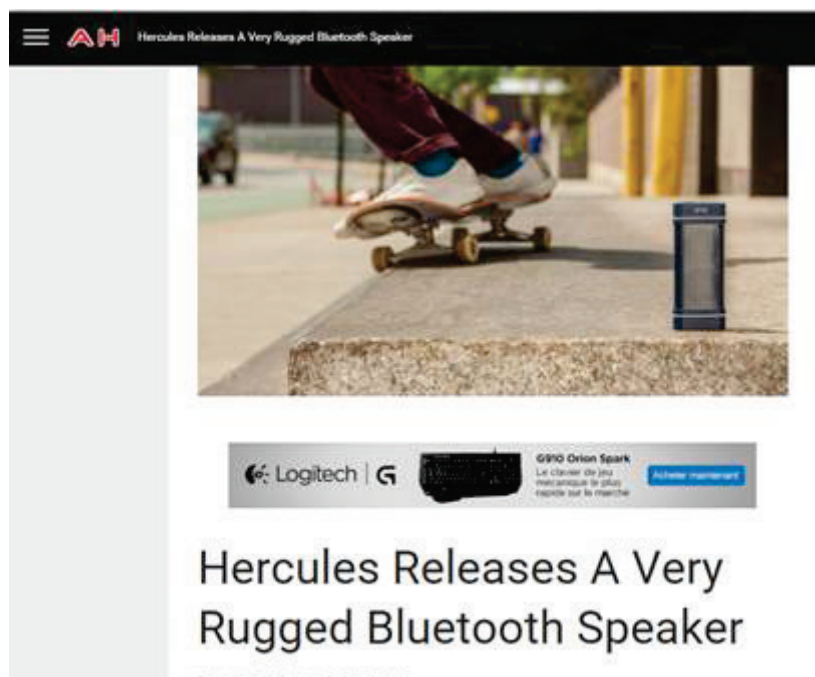 AH Hercules Releases A Very Rugged Bluetooth Speaker
Logitech G
G910 Orion Spark
Le clavier de jeu
mécanique le plus
rapide sur le marché
Acheter maintenant
Hercules Releases A Very
Rugged Bluetooth Speaker